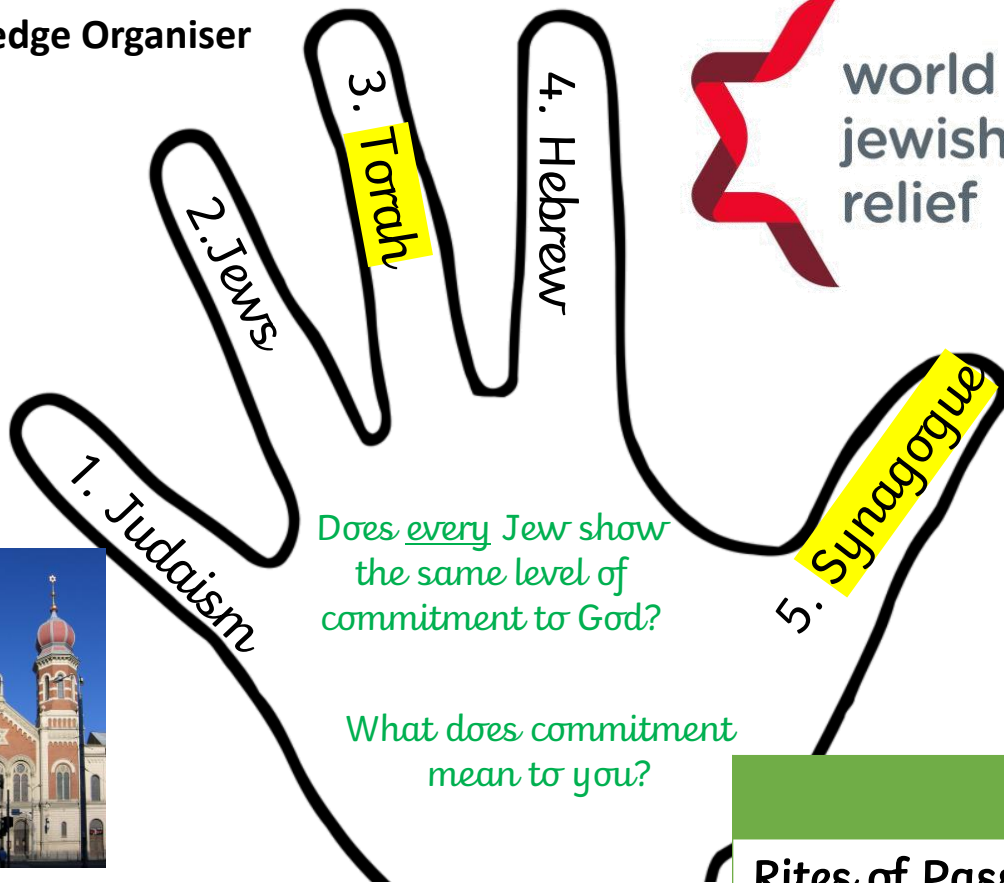 edge Organiser
world
jewish
relief
1. Judaism
2.Jews
3. Torah
4. Hebrew
5. Synagogue
Does every Jew show
the same level of
commitment to God?
What does commitment
mean to you?
Rites of Pass